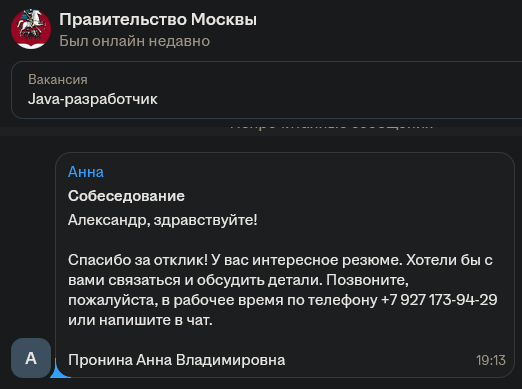 Правительство Москвы
Был онлайн недавно
Вакансия
Java-разработчик
Анна
Собеседование
Александр, здравствуйте!
Спасибо за отклик! У вас интересное резюме. Хотели бы с
вами связаться и обсудить детали. Позвоните,
пожалуйста, в рабочее время по телефону +7 927 173-94-29
или напишите в чат.
А
Пронина Анна Владимировна
19:13